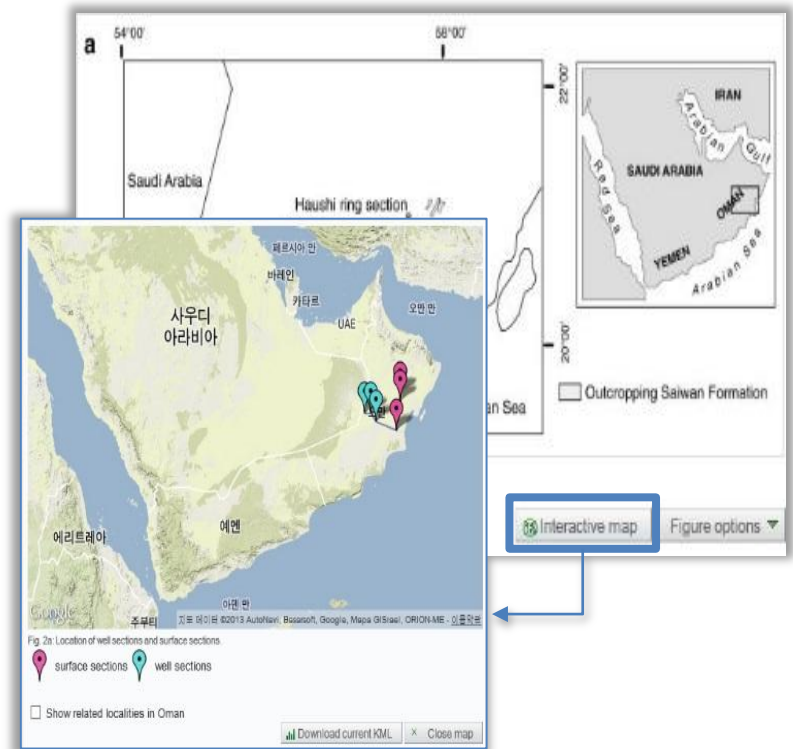 a
54°00'
56°00'
22°00'
Saudi Arabia
Haushi ring section
20°00'
an Sea
IRAN
Arabian Gulf
SAUDI ARABIA
Red Sea
OMAN
YEMEN
Arabian Sea
Outcropping Saiwan Formation
Interactive map
Figure options
페르시아 만
바레인
카타르
오만 만
UAE
사우디
아라비아
예멘
에리트레아
아덴 만
주부티
Google
지도 데이터 ©2013 AutoNavi, Basarsoft, Google, Mapa GISrael, ORION-ME - 이용약관
Fig. 2a: Location of well sections and surface sections.
surface sections
well sections
Show related localities in Oman
Download current KML
× Close map